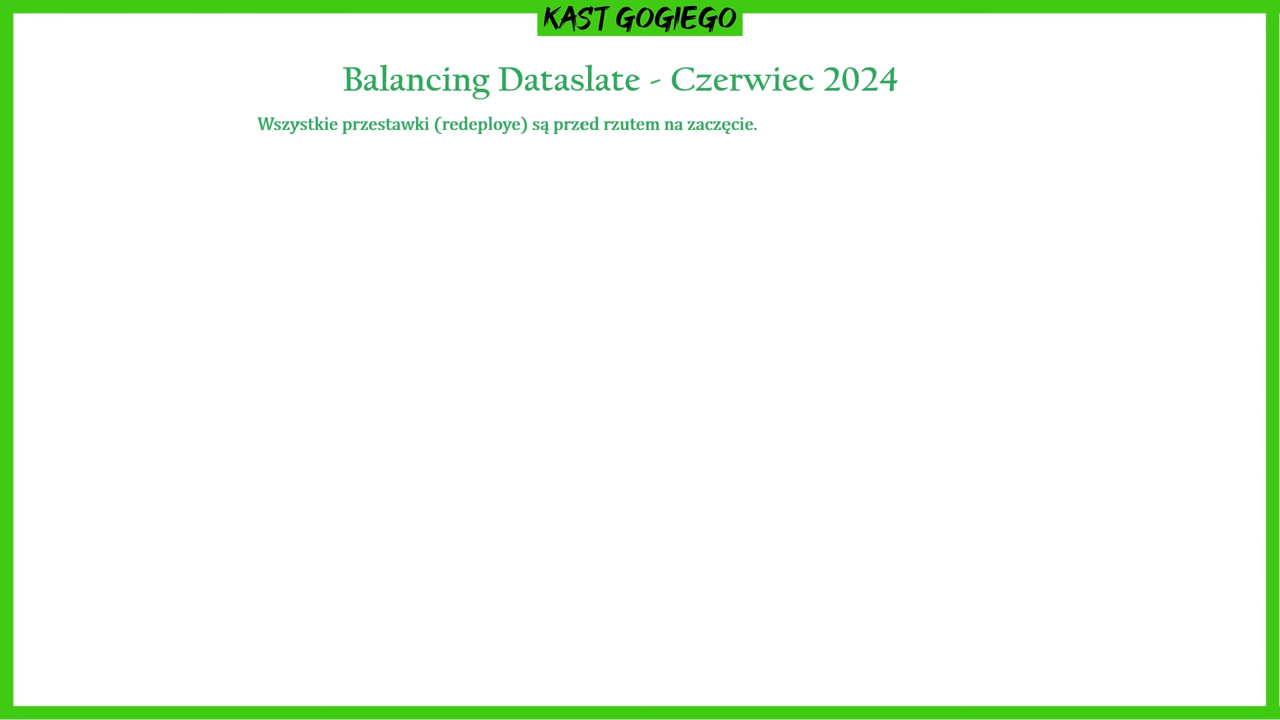 KAST GOGIEGO
Balancing Dataslate - Czerwiec 2024
Wszystkie przestawki (redeploye) są przed rzutem na zaczęcie.